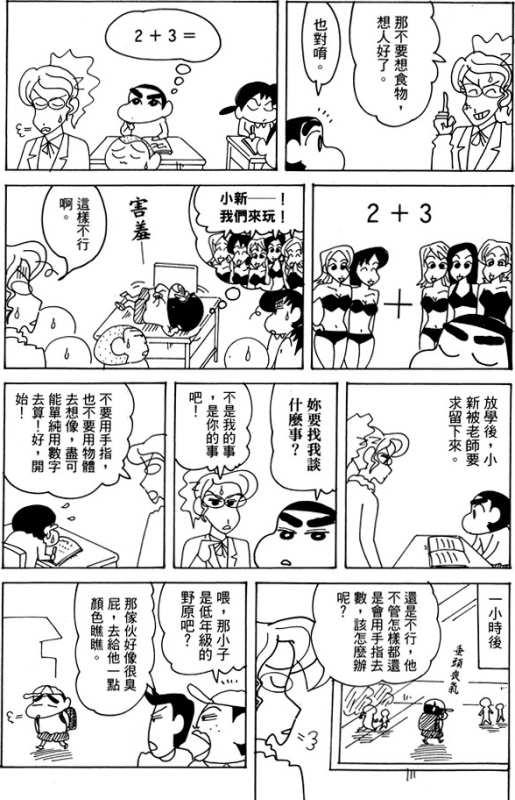 那不要想食物，
想人好了。
也對唷。
2+3=
2+3
小新——！
我們來玩！
害羞——
這樣不行
啊。
放學後，小
新被老師要
求留下來。
妳要找我談
什麼事？
不是我的事
，是你的事
吧！
不要用手指，
也不要用物體
去想像，盡可
能單純用數字
去算！好，開
始！
一小時後
垂頭喪氣
還是不行，他
不管怎樣都還
是會用手指去
數，該怎麼辦
呢？
喂，那小子
是低年級的
野原吧？
那傢伙好像很臭
屁，去給他一點
顏色瞧瞧。